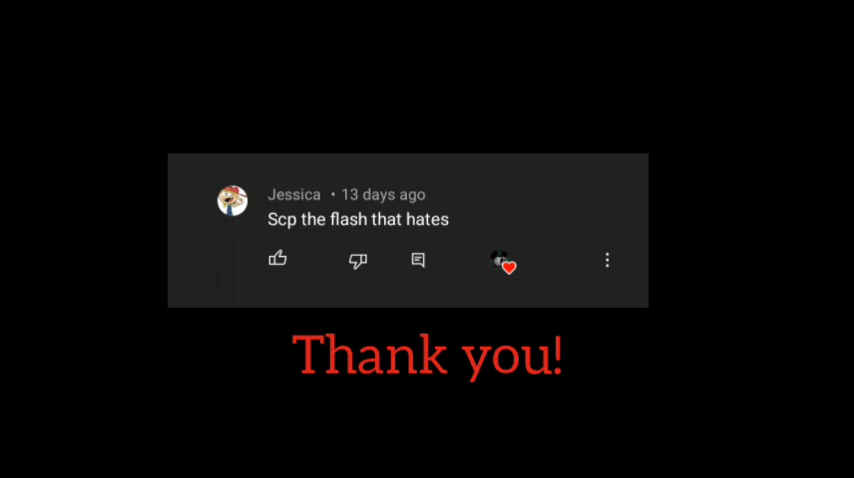 Jessica • 13 days ago
Scp the flash that hates
Thank you!